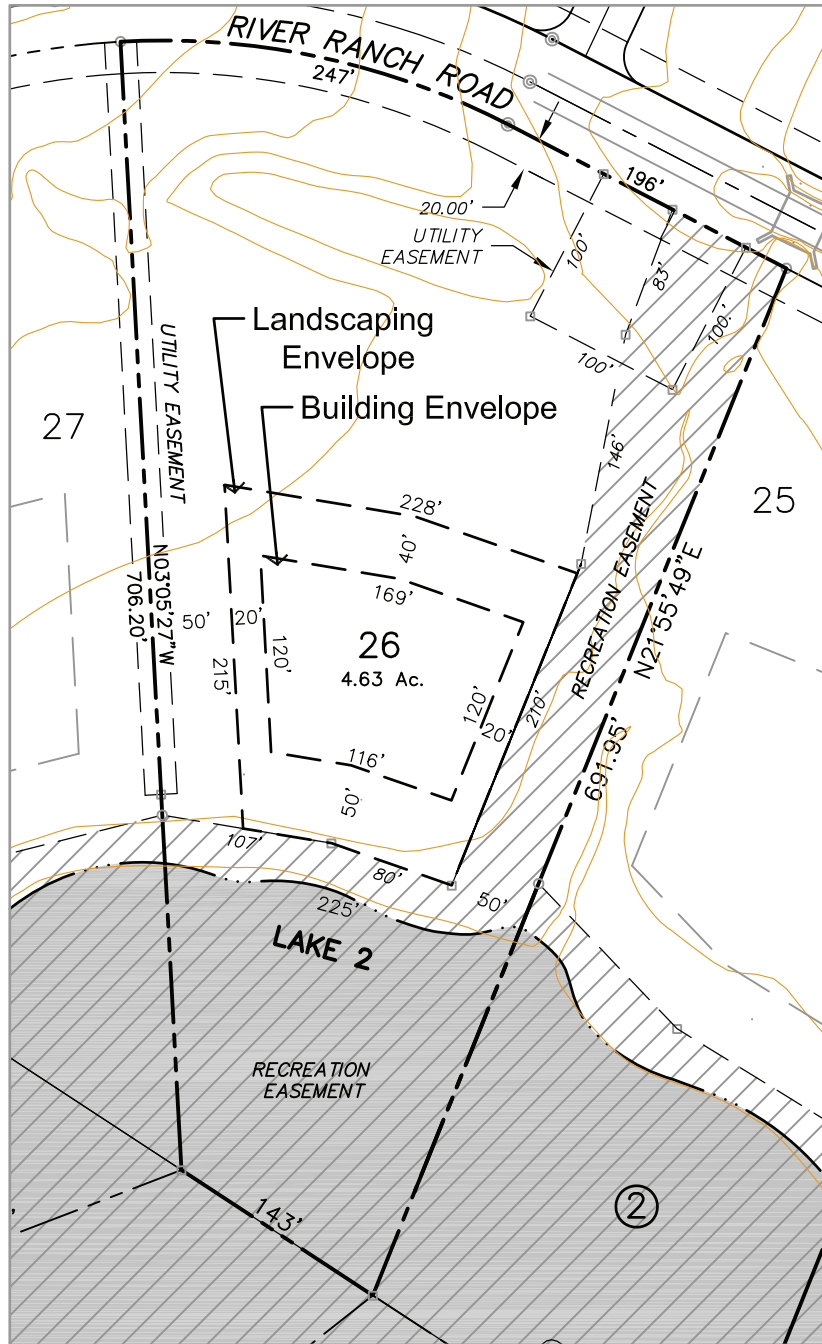 RIVER RANCH ROAD
247'
196'
20.00'
UTILITY
EASEMENT
100'
83'
100.'
100'
Landscaping
Envelope
Building Envelope
UTILITY EASEMENT
27
25
146'
228'
40'
169'
RECREATION EASEMENT
N21°55'49"E
691.95'
N03°05'27"W
706.20'
50'
20'
120'
215'
26
4.63 Ac.
120'
20'
210'
116'
50'
107'
80'
225'
50'
LAKE 2
RECREATION
EASEMENT
143'
2